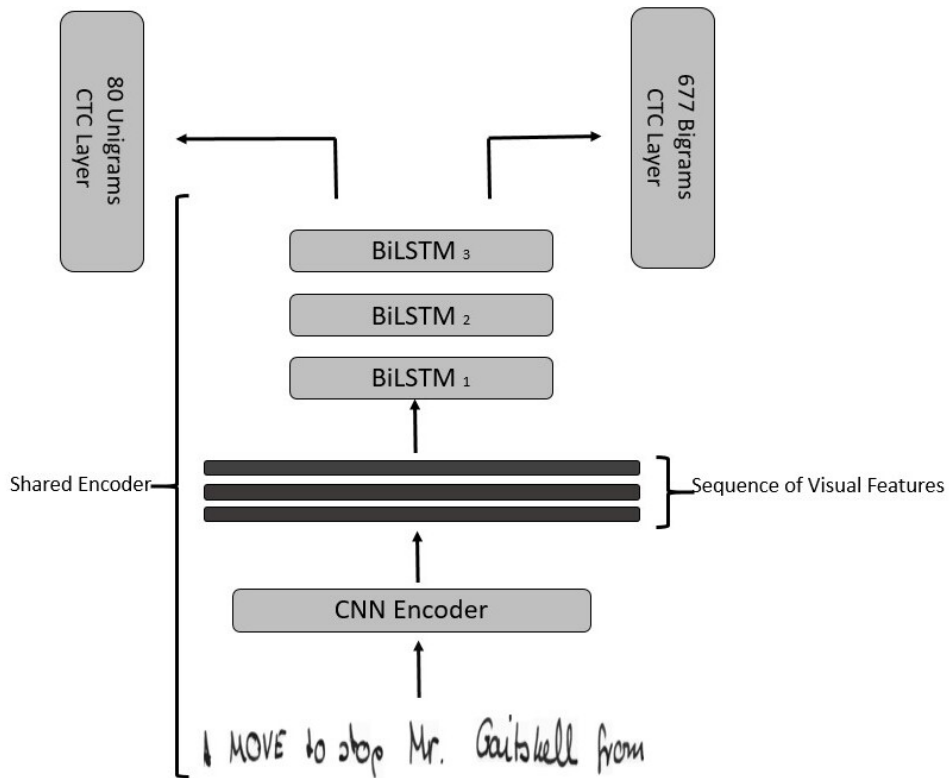 80 Unigrams
CTC Layer
677 Bigrams
CTC Layer
BiLSTM 3
BiLSTM 2
BiLSTM 1
Shared Encoder
Sequence of Visual Features
CNN Encoder
MOVE to stop Mr. Gaitskell from